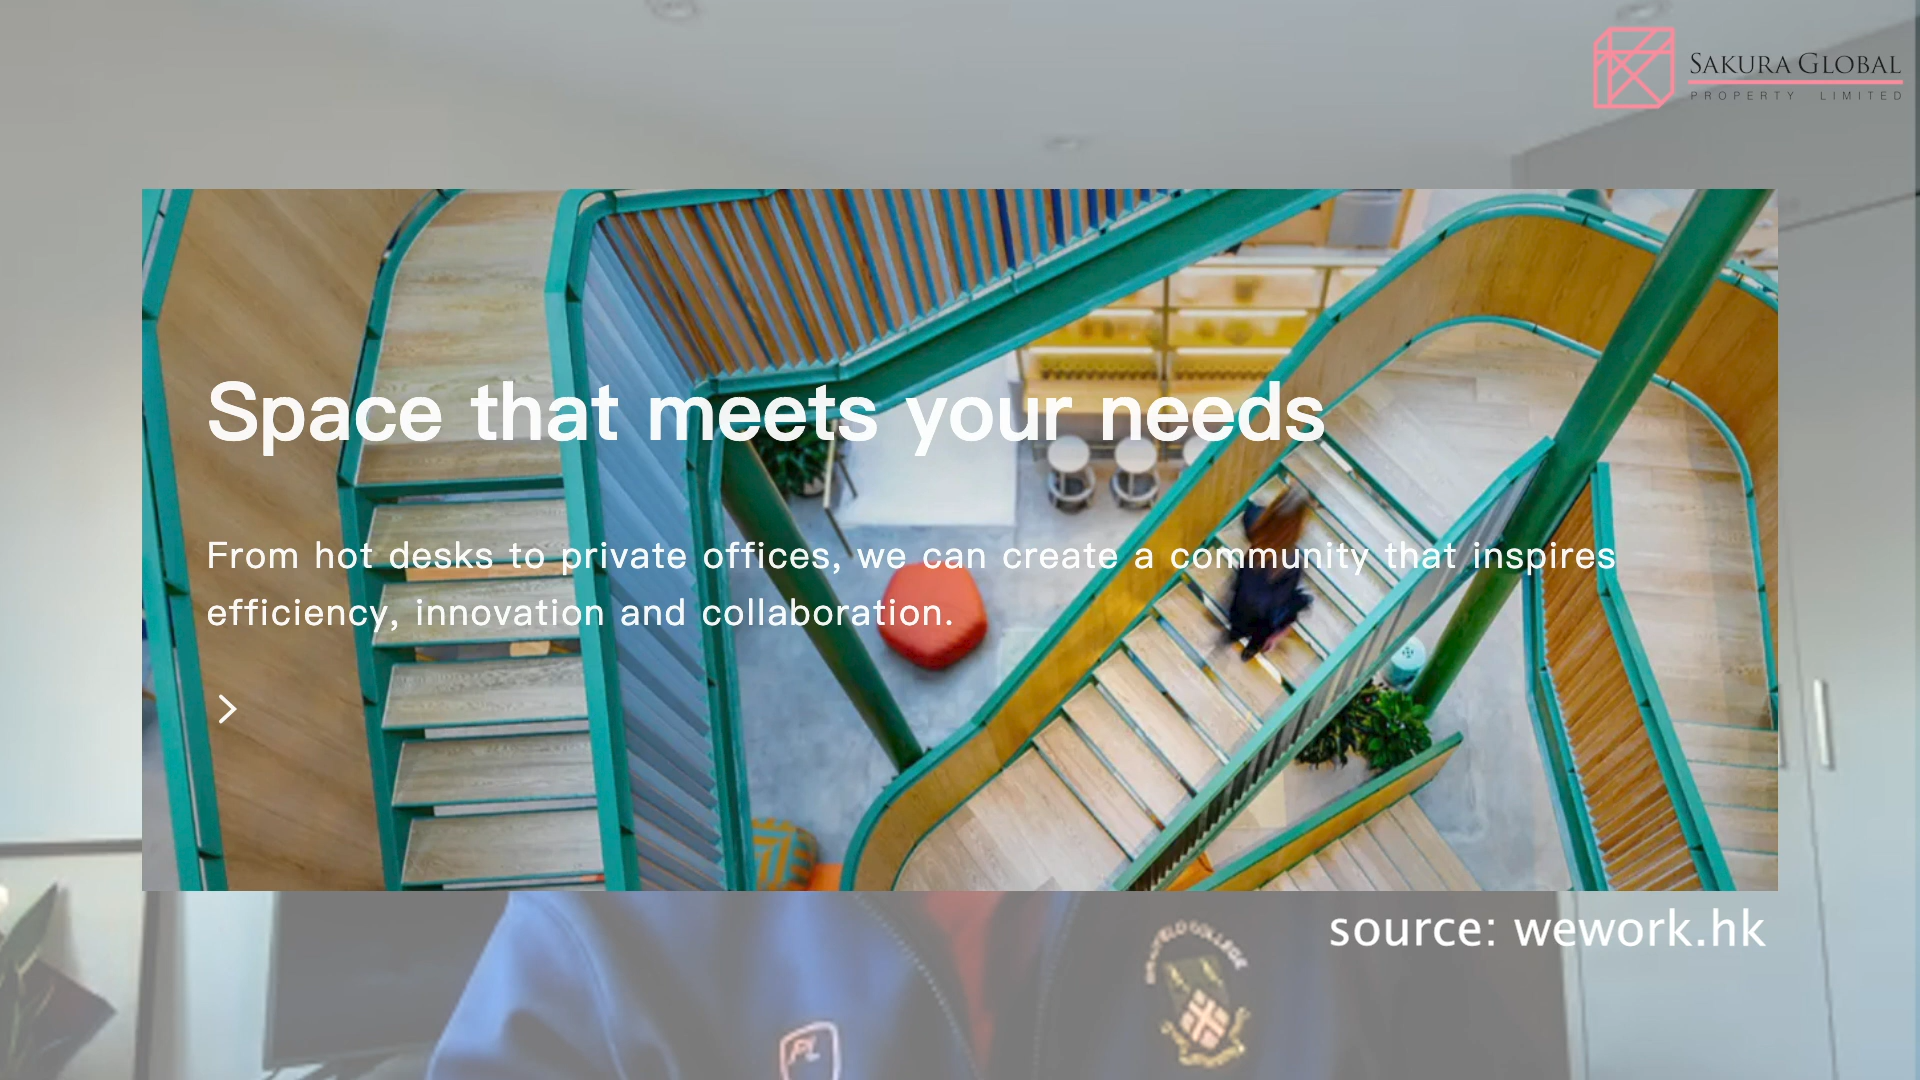 SAKURA GLOBAL
PROPERTY LIMITED
Space that meets your needs
From hot desks to private offices, we can create a community that inspires
efficiency, innovation and collaboration.
source: wework.hk
COLLEGE